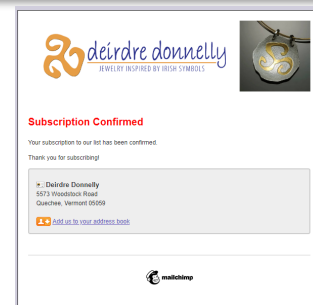 deirdre donnelly
JEWELRY INSPIRED BY IRISH SYMBOLS
Subscription Confirmed
Your subscription to our list has been confirmed.
Thank you for subscribing!
Deirdre Donnelly
5573 Woodstock Road
Quechee, Vermont 05059
Add us to your address book
mailchimp